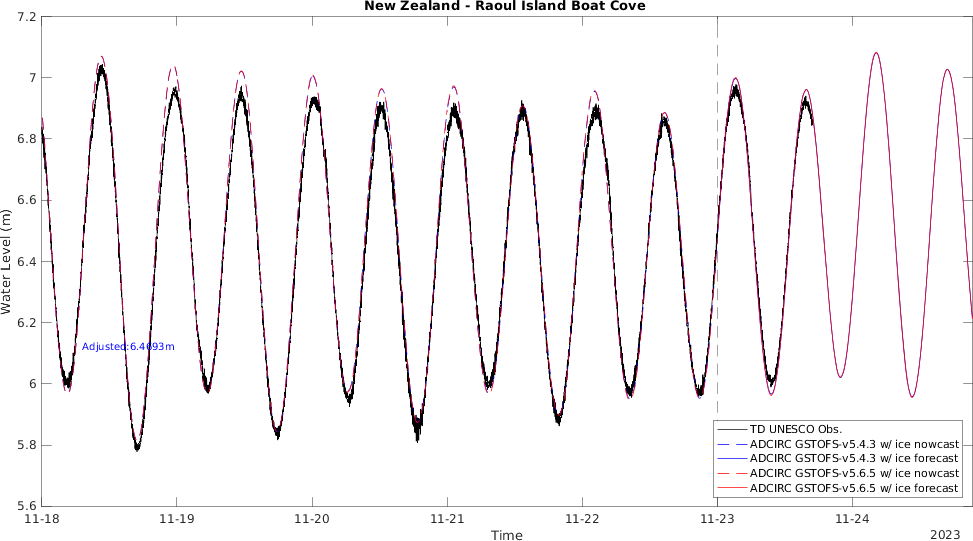 New Zealand - Raoul Island Boat Cove
7.2
7
6.8
6.6
6.4
6.2
6
5.8
5.6
Water Level (m)
Adjusted:6.4693m
TD UNESCO Obs.
ADCIRC GSTOFS-v5.4.3 w/ ice nowcast
ADCIRC GSTOFS-v5.4.3 w/ ice forecast
ADCIRC GSTOFS-v5.6.5 w/ ice nowcast
ADCIRC GSTOFS-v5.6.5 w/ ice forecast
11-18 11-19 11-20 11-21 11-22 11-23 11-24
Time
2023